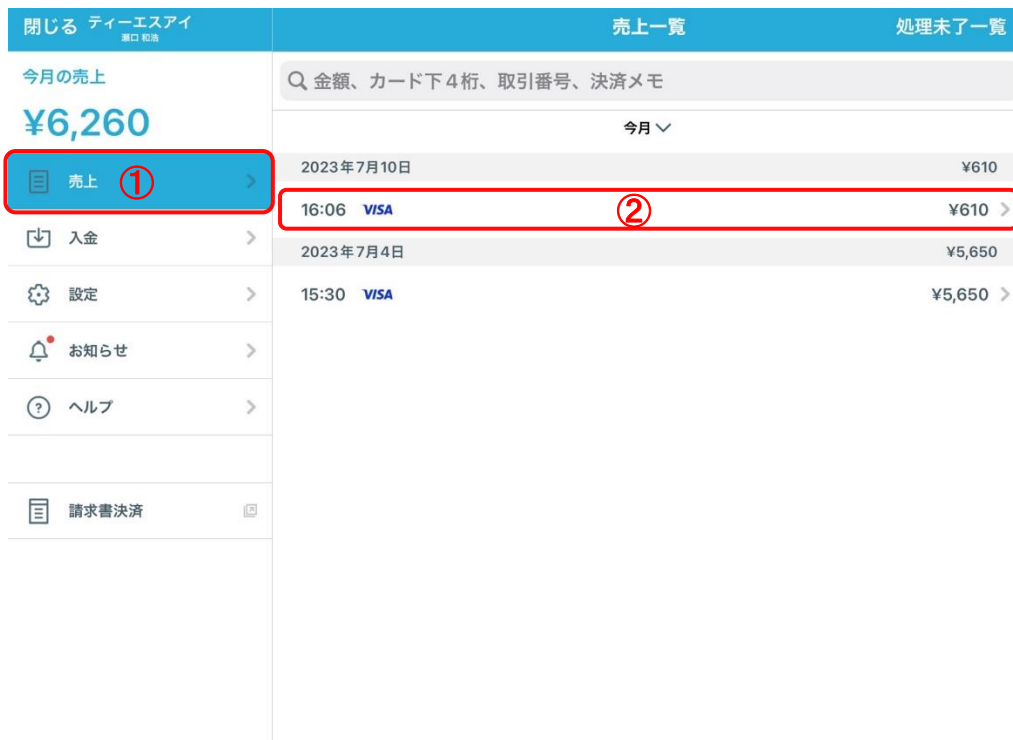 閉じる ティーエスアイ
瀬口 和浩
売上一覧
処理未了一覧
今月の売上
¥6,260
売上 ①
入金
設定
お知らせ
ヘルプ
請求書決済
金額、カード下4桁、取引番号、決済メモ
今月
2023年7月10日 ¥610
16:06 VISA ② ¥610
2023年7月4日 ¥5,650
15:30 VISA ¥5,650